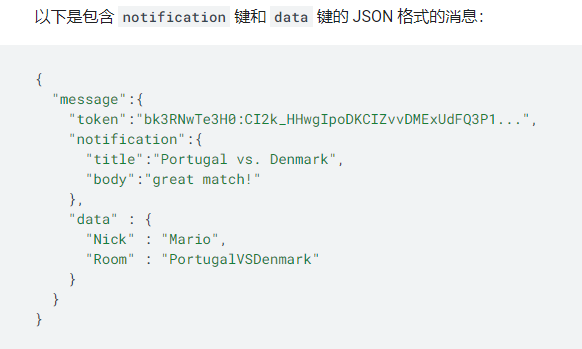 以下是包含 notification 键和 data 键的 JSON 格式的消息：
{
  "message":{
    "token":"bk3RNwTe3H0:CI2k_HHwgIpoDKCIZvvDMExUdFQ3P1...",
    "notification":{
      "title":"Portugal vs. Denmark",
      "body":"great match!"
    },
    "data" : {
      "Nick" : "Mario",
      "Room" : "PortugalVSDenmark"
    }
  }
}